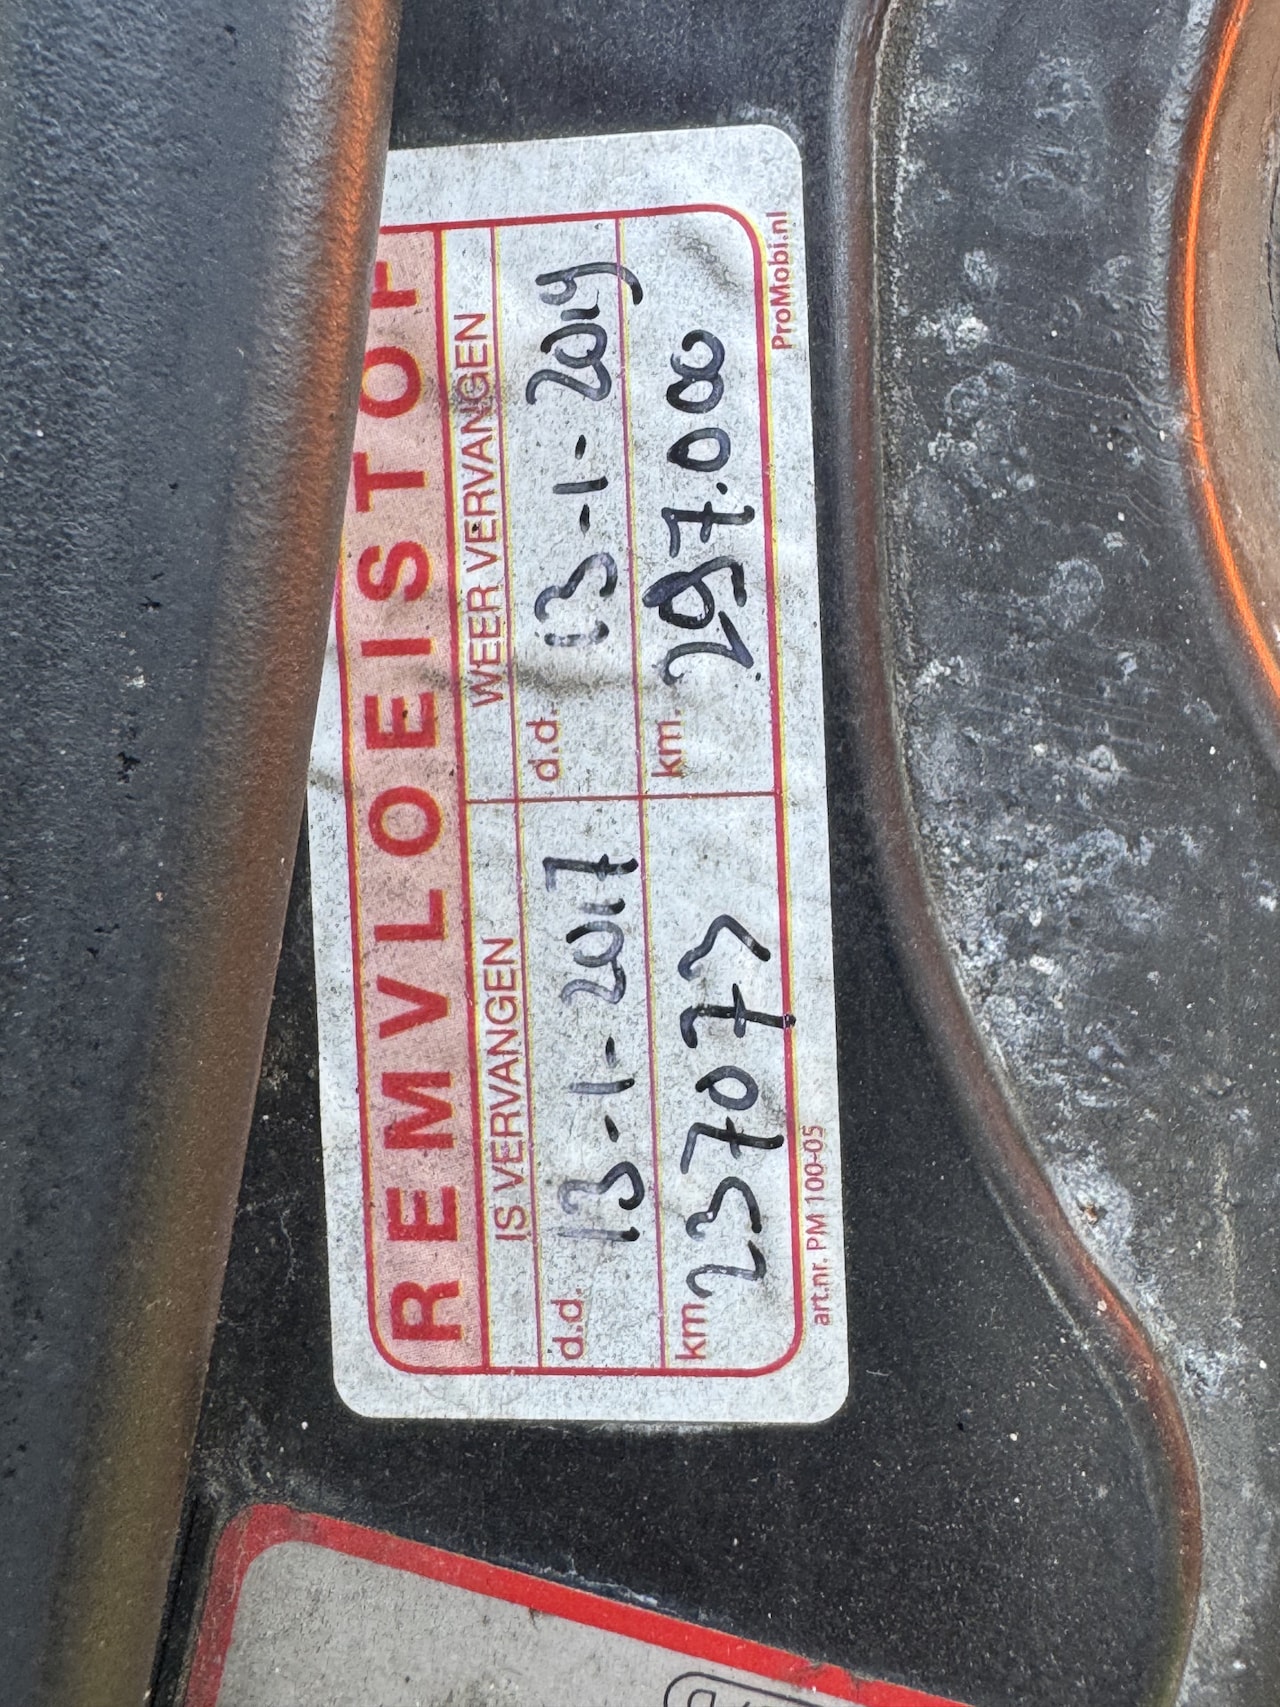 REMVLOEISTOF
IS VERVANGEN
d.d. 13-1-2017
km 237077
WEER VERVANGEN
d.d. 13-1-2019
km. 297.000
art.nr. PM 100-05
ProMobi.nl